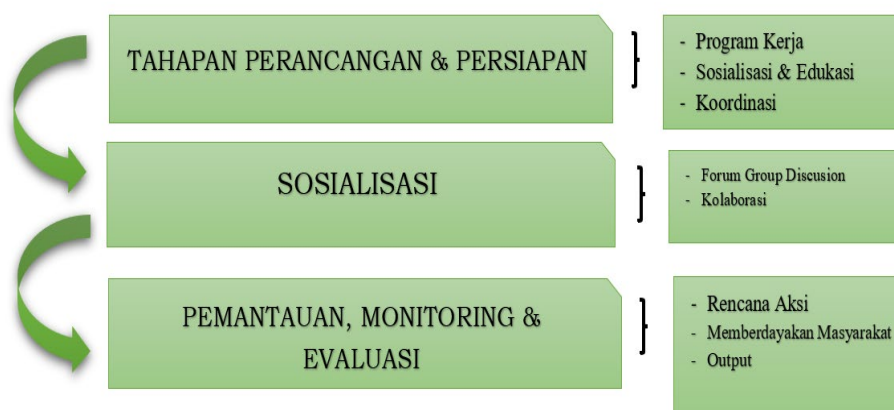 TAHAPAN PERANCANGAN & PERSIAPAN
- Program Kerja
- Sosialisasi & Edukasi
- Koordinasi
SOSIALISASI
- Forum Group Discusion
- Kolaborasi
PEMANTAUAN, MONITORING &
EVALUASI
- Rencana Aksi
- Memberdayakan Masyarakat
- Output